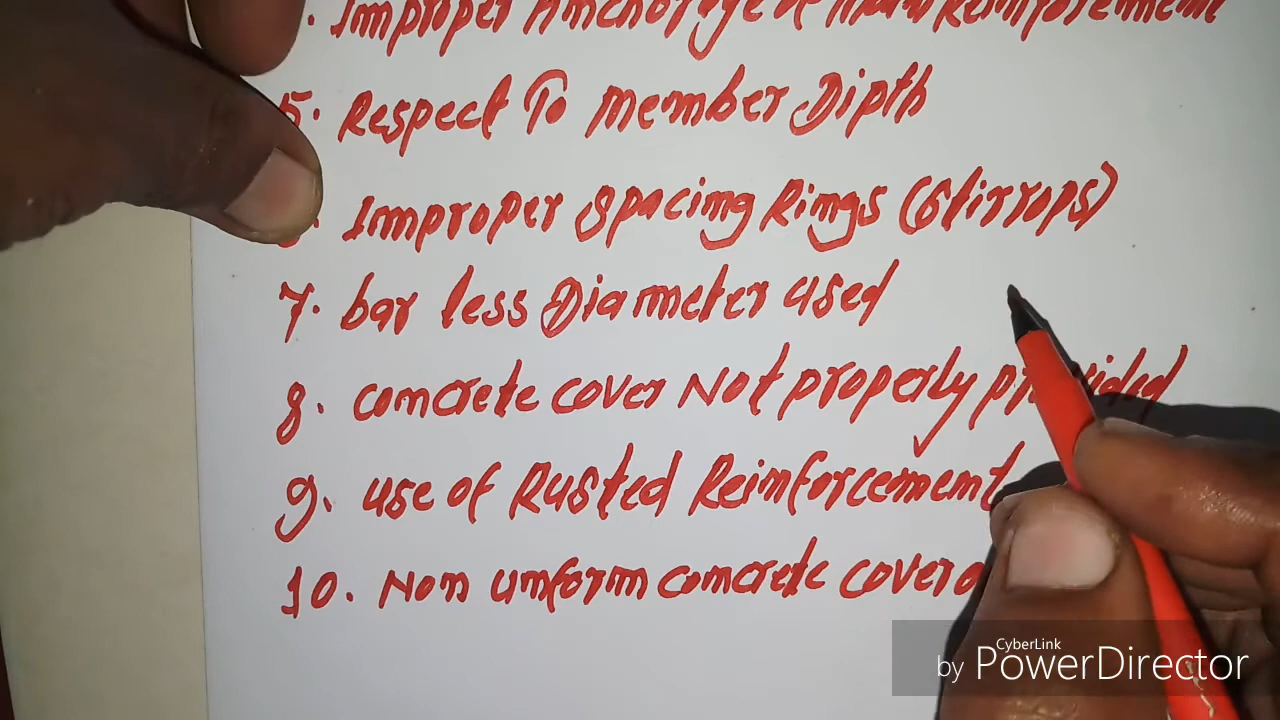 Improper Anchorage of Main Reinforcement
5. Respect To Member Dipth
Improper Spacing Rings (Stirrops)
7. bar less Diameter used
8. concrete cover Not properly provided
9. use of Rusted Reinforcement
10. Non unform concrete cover
CyberLink
by PowerDirector